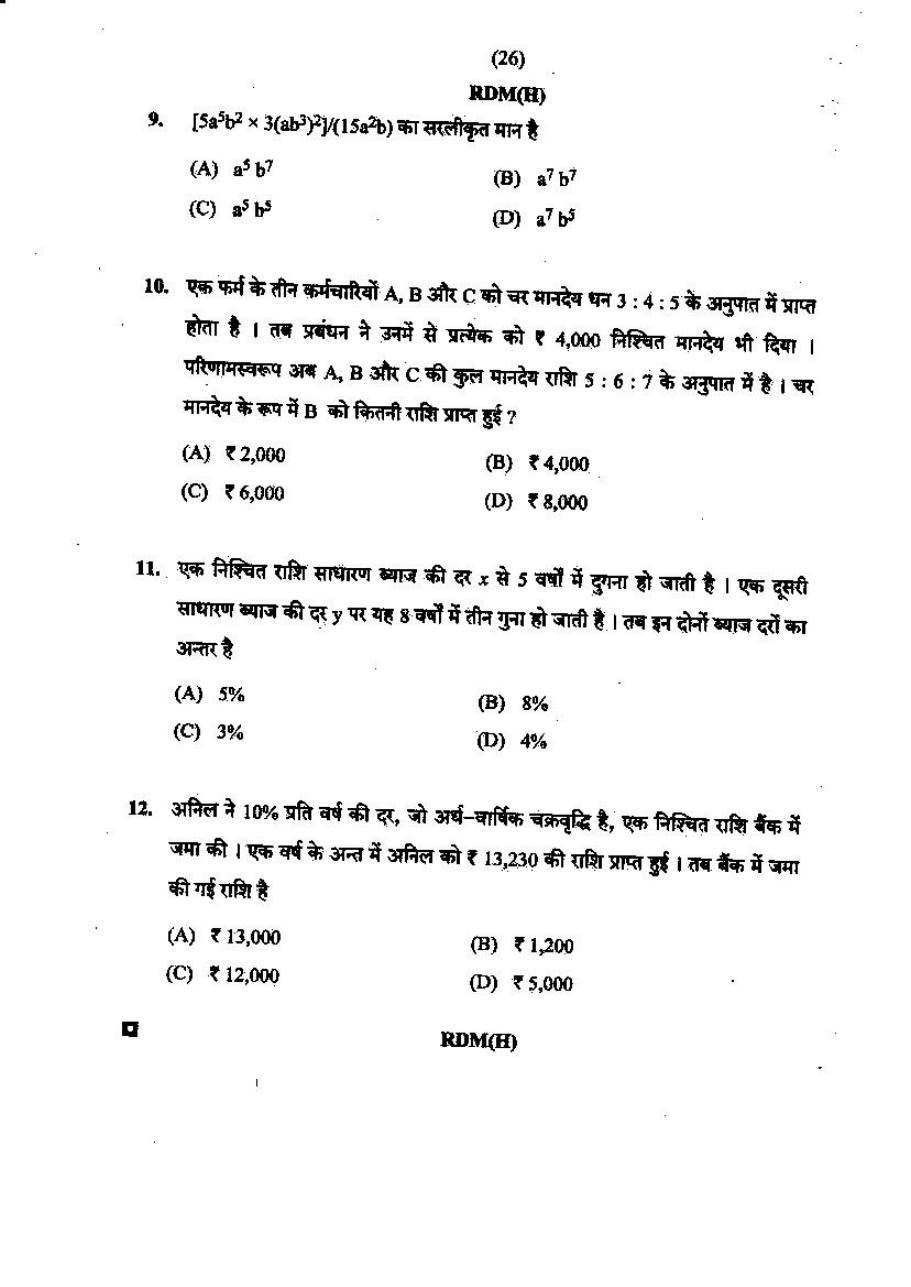 (26)
RDM(H)
9. [5a⁵b² × 3(ab³)²]/(15a²b) का सरलीकृत मान है
(A) a⁵ b⁷
(B) a⁷ b⁷
(C) a⁵ b⁵
(D) a⁷ b⁵
10. एक फर्म के तीन कर्मचारियों A, B और C को चर मानदेय धन 3 : 4 : 5 के अनुपात में प्राप्त
होता है । तब प्रबंधन ने उनमें से प्रत्येक को ₹ 4,000 निश्चित मानदेय भी दिया ।
परिणामस्वरूप अब A, B और C की कुल मानदेय राशि 5 : 6 : 7 के अनुपात में है । चर
मानदेय के रूप में B को कितनी राशि प्राप्त हुई ?
(A) ₹ 2,000
(B) ₹ 4,000
(C) ₹ 6,000
(D) ₹ 8,000
11. एक निश्चित राशि साधारण ब्याज की दर x से 5 वर्षों में दुगना हो जाती है । एक दूसरी
साधारण ब्याज की दर y पर यह 8 वर्षों में तीन गुना हो जाती है । तब इन दोनों ब्याज दरों का
अन्तर है
(A) 5%
(B) 8%
(C) 3%
(D) 4%
12. अनिल ने 10% प्रति वर्ष की दर, जो अर्ध-वार्षिक चक्रवृद्धि है, एक निश्चित राशि बैंक में
जमा की । एक वर्ष के अन्त में अनिल को ₹ 13,230 की राशि प्राप्त हुई । तब बैंक में जमा
की गई राशि है
(A) ₹ 13,000
(B) ₹ 1,200
(C) ₹ 12,000
(D) ₹ 5,000
RDM(H)